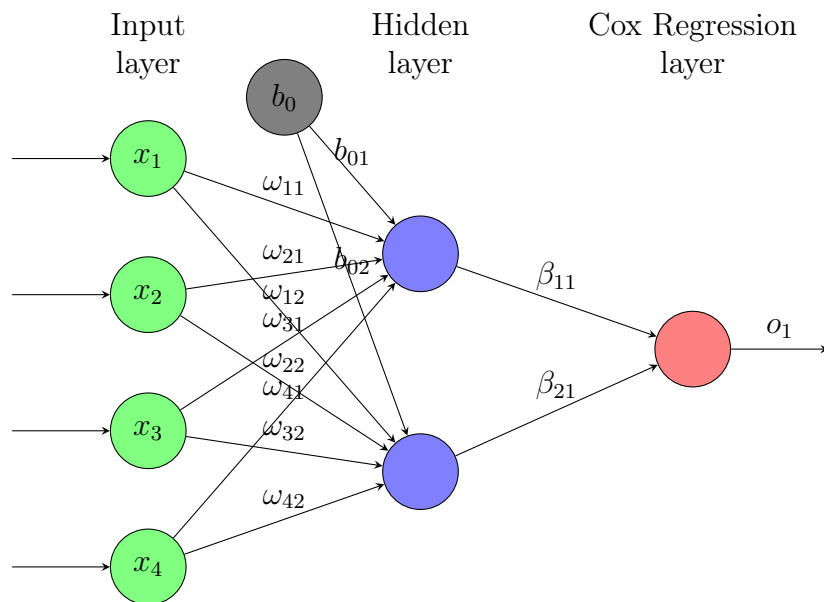 Input
layer
Hidden
layer
Cox Regression
layer
b₀
x₁
b₀₁
ω₁₁
ω₂₁
b₀₂
x₂
ω₁₂
ω₃₁
β₁₁
o₁
ω₂₂
ω₄₁
β₂₁
x₃
ω₃₂
ω₄₂
x₄